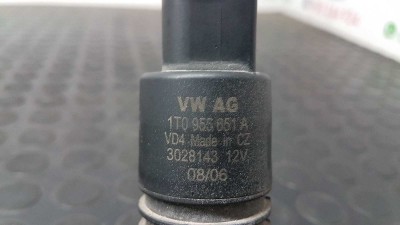 VW AG
1T0 955 651 A
VD4 Made in CZ
3028143 12V
08/06